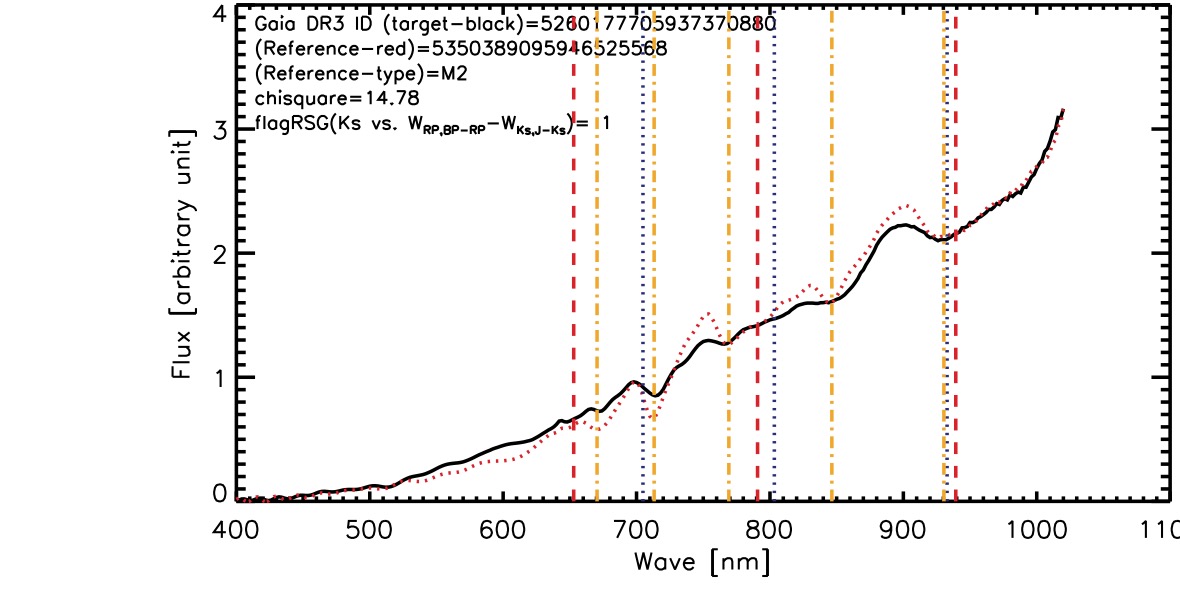 4
Gaia DR3 ID (target-black)=5260177705937370880
(Reference-red)=5350389095946525568
(Reference-type)=M2
chisquare=14.78
flagRSG(Ks vs. W_RP,BP-RP-W_Ks,J-Ks)= 1
3
2
1
0
Flux [arbitrary unit]
400 500 600 700 800 900 1000 110
Wave [nm]